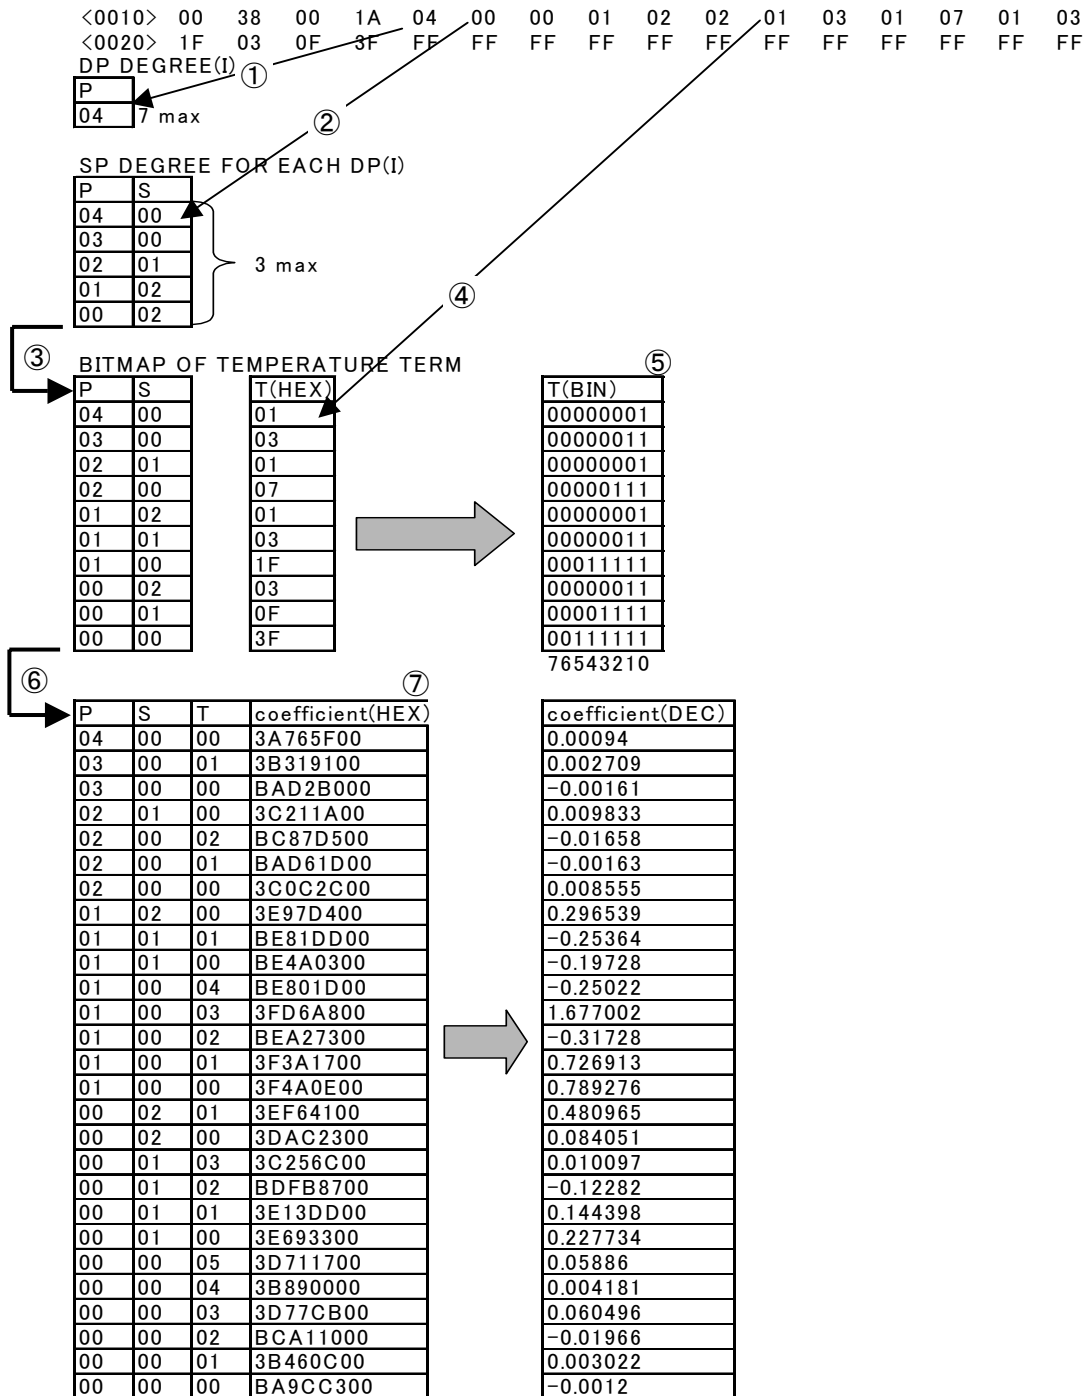 <0010> 00 38 00 1A 04 00 00 01 02 02 01 03 01 07 01 03
<0020> 1F 03 0F 3F FF FF FF FF FF FF FF FF FF FF FF FF
DP DEGREE(I) ①
P
04 7 max
②
SP DEGREE FOR EACH DP(I)
P S
04 00
03 00
02 01 3 max
01 02
00 02
④
③ BITMAP OF TEMPERATURE TERM ⑤
P S T(HEX) T(BIN)
04 00 01 00000001
03 00 03 00000011
02 01 01 00000001
02 00 07 00000111
01 02 01 00000001
01 01 03 00000011
01 00 1F 00011111
00 02 03 00000011
00 01 0F 00001111
00 00 3F 00111111
76543210
⑥ ⑦
P S T coefficient(HEX) coefficient(DEC)
04 00 00 3A765F00 0.00094
03 00 01 3B319100 0.002709
03 00 00 BAD2B000 -0.00161
02 01 00 3C211A00 0.009833
02 00 02 BC87D500 -0.01658
02 00 01 BAD61D00 -0.00163
02 00 00 3C0C2C00 0.008555
01 02 00 3E97D400 0.296539
01 01 01 BE81DD00 -0.25364
01 01 00 BE4A0300 -0.19728
01 00 04 BE801D00 -0.25022
01 00 03 3FD6A800 1.677002
01 00 02 BEA27300 -0.31728
01 00 01 3F3A1700 0.726913
01 00 00 3F4A0E00 0.789276
00 02 01 3EF64100 0.480965
00 02 00 3DAC2300 0.084051
00 01 03 3C256C00 0.010097
00 01 02 BDFB8700 -0.12282
00 01 01 3E13DD00 0.144398
00 01 00 3E693300 0.227734
00 00 05 3D711700 0.05886
00 00 04 3B890000 0.004181
00 00 03 3D77CB00 0.060496
00 00 02 BCA11000 -0.01966
00 00 01 3B460C00 0.003022
00 00 00 BA9CC300 -0.0012